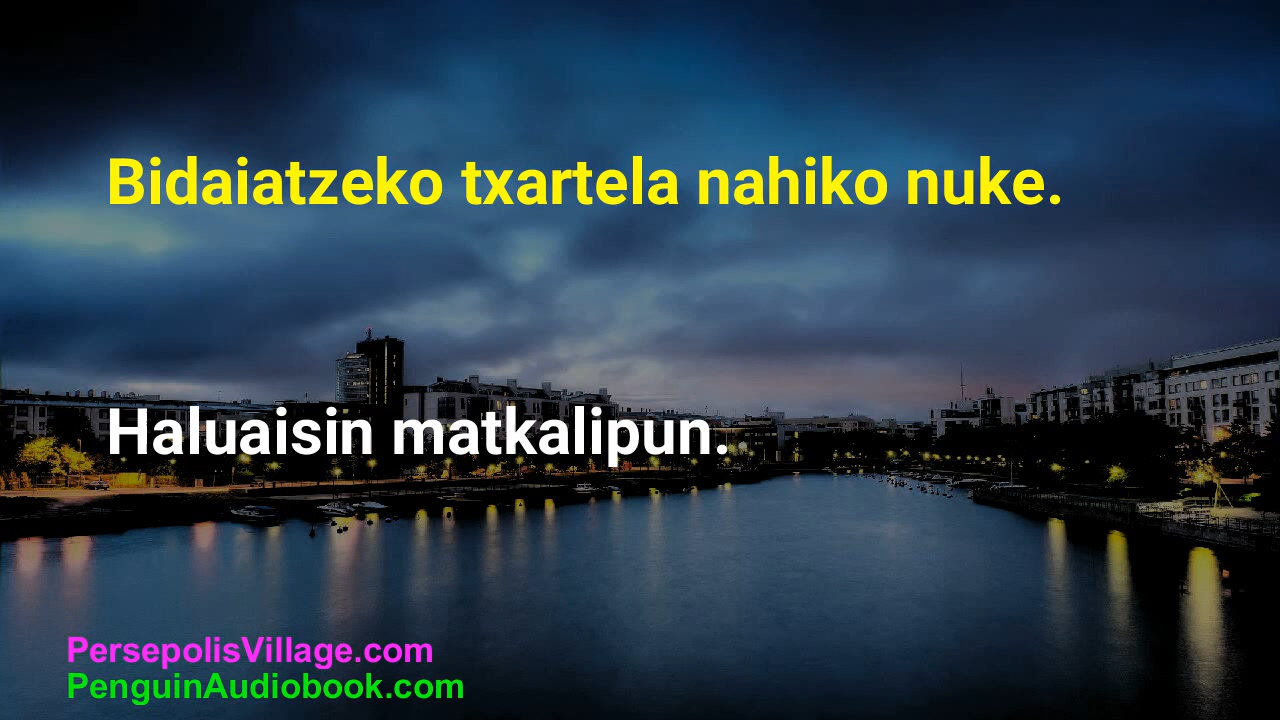 Bidaiatzeko txartela nahiko nuke.
Haluaisin matkalipun.
PersepolisVillage.com
PenguinAudiobook.com